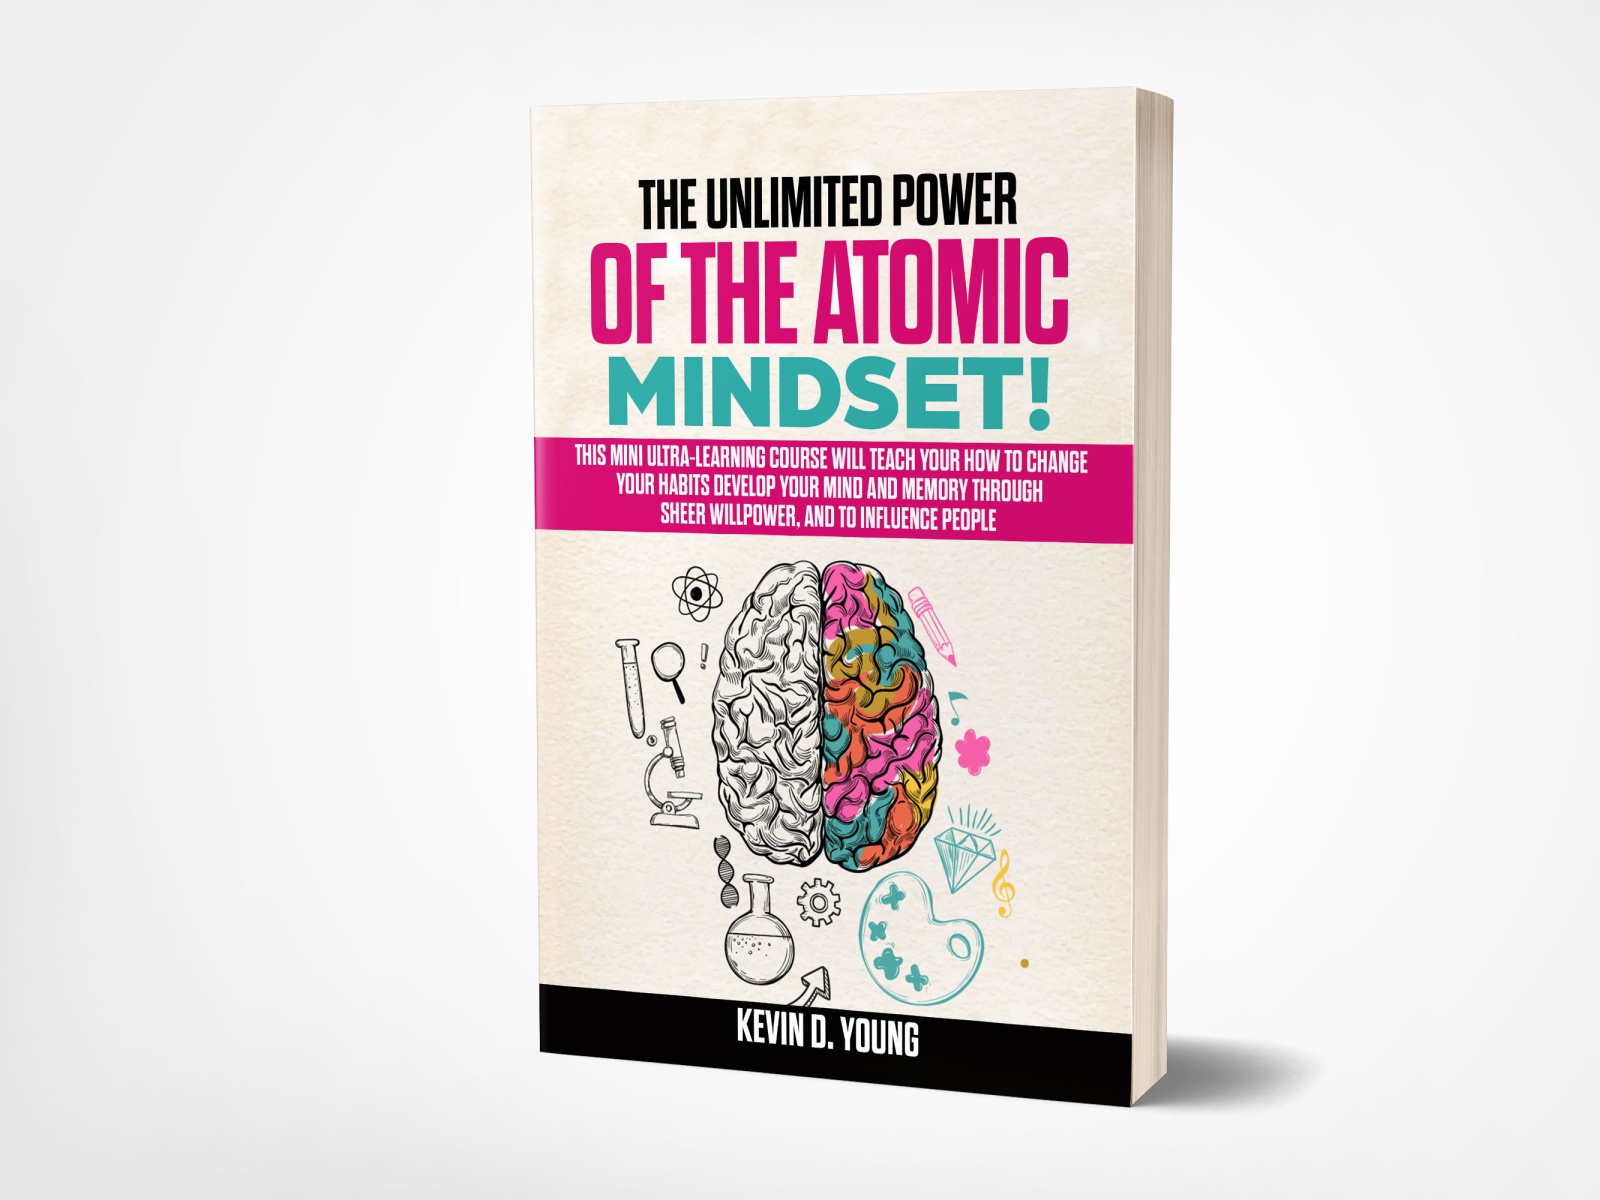 THE UNLIMITED POWER
OF THE ATOMIC
MINDSET!
THIS MINI ULTRA-LEARNING COURSE WILL TEACH YOUR HOW TO CHANGE
YOUR HABITS DEVELOP YOUR MIND AND MEMORY THROUGH
SHEER WILLPOWER, AND TO INFLUENCE PEOPLE
KEVIN D. YOUNG